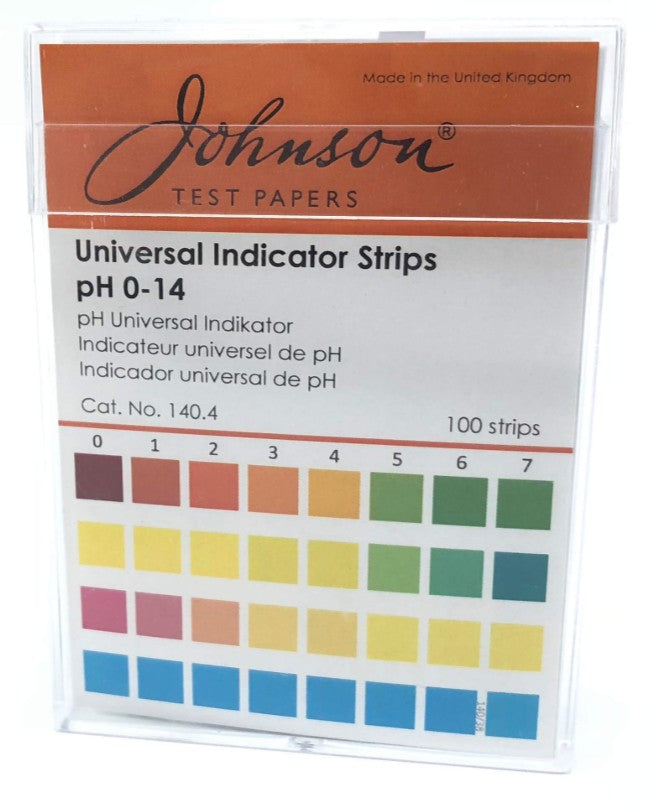 Made in the United Kingdom
Johnson®
TEST PAPERS
Universal Indicator Strips
pH 0-14
pH Universal Indikator
Indicateur universel de pH
Indicador universal de pH
Cat. No. 140.4
100 strips
0 1 2 3 4 5 6 7